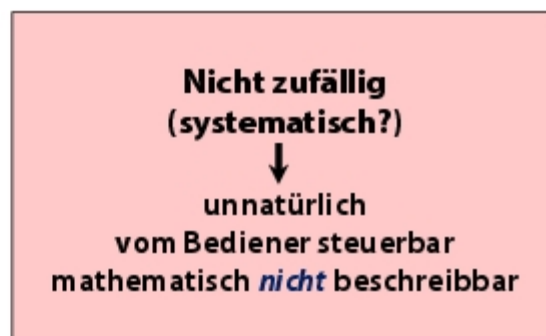 Nicht zufällig
(systematisch?)
unnatürlich
vom Bediener steuerbar
mathematisch nicht beschreibbar